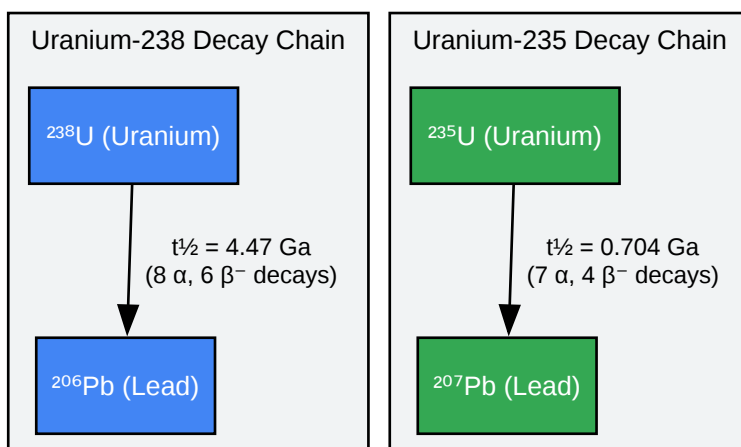 Uranium-238 Decay Chain
²³⁸U (Uranium)
t½ = 4.47 Ga
(8 α, 6 β⁻ decays)
²⁰⁶Pb (Lead)
Uranium-235 Decay Chain
²³⁵U (Uranium)
t½ = 0.704 Ga
(7 α, 4 β⁻ decays)
²⁰⁷Pb (Lead)